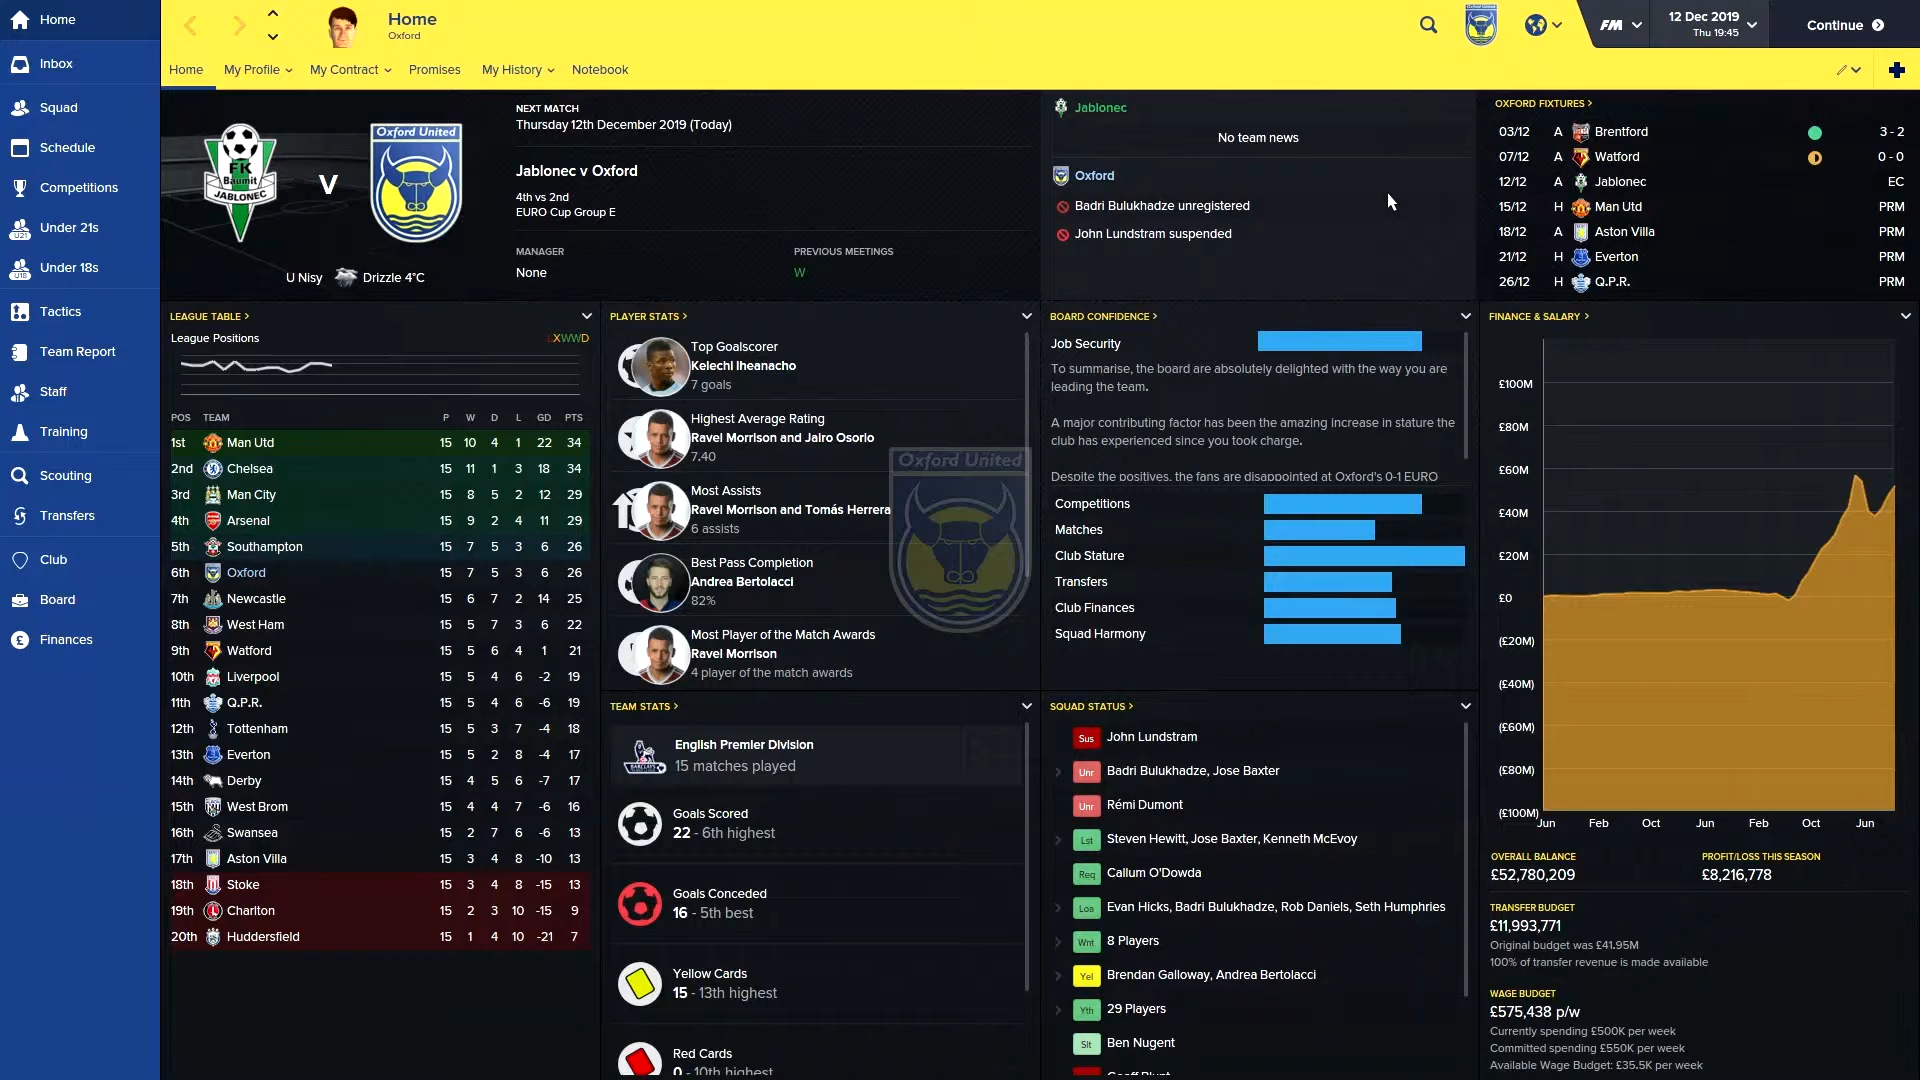 Home
Inbox
Squad
Schedule
Competitions
U21
Under 21s
U18
Under 18s
Tactics
Team Report
Staff
Training
Scouting
Transfers
Club
Board
£ Finances
Home
Oxford
FM
12 Dec 2019
Thu 19:45
Continue
Home
My Profile
My Contract
Promises
My History
Notebook
FK
Baumit
JABLONEC
V
Oxford United
U Nisy
Drizzle 4°C
NEXT MATCH
Thursday 12th December 2019 (Today)
Jablonec v Oxford
4th vs 2nd
EURO Cup Group E
MANAGER
None
PREVIOUS MEETINGS
W
Jablonec
No team news
Oxford
Badri Bulukhadze unregistered
John Lundstram suspended
OXFORD FIXTURES >
03/12 A Brentford 3 - 2
07/12 A Watford 0 - 0
12/12 A Jablonec EC
15/12 H Man Utd PRM
18/12 A Aston Villa PRM
21/12 H Everton PRM
26/12 H Q.P.R. PRM
LEAGUE TABLE >
League Positions
LXWWD
POS TEAM P W D L GD PTS
1st Man Utd 15 10 4 1 22 34
2nd Chelsea 15 11 1 3 18 34
3rd Man City 15 8 5 2 12 29
4th Arsenal 15 9 2 4 11 29
5th Southampton 15 7 5 3 6 26
6th Oxford 15 7 5 3 6 26
7th Newcastle 15 6 7 2 14 25
8th West Ham 15 5 7 3 6 22
9th Watford 15 5 6 4 1 21
10th Liverpool 15 5 4 6 -2 19
11th Q.P.R. 15 5 4 6 -6 19
12th Tottenham 15 5 3 7 -4 18
13th Everton 15 5 2 8 -4 17
14th Derby 15 4 5 6 -7 17
15th West Brom 15 4 4 7 -6 16
16th Swansea 15 2 7 6 -6 13
17th Aston Villa 15 3 4 8 -10 13
18th Stoke 15 3 4 8 -15 13
19th Charlton 15 2 3 10 -15 9
20th Huddersfield 15 1 4 10 -21 7
PLAYER STATS >
Top Goalscorer
Kelechi Iheanacho
7 goals
Highest Average Rating
Ravel Morrison and Jairo Osorio
7.40
Most Assists
Ravel Morrison and Tomás Herrera
6 assists
Best Pass Completion
Andrea Bertolacci
82%
Most Player of the Match Awards
Ravel Morrison
4 player of the match awards
Oxford United
TEAM STATS >
English Premier Division
15 matches played
Goals Scored
22 - 6th highest
Goals Conceded
16 - 5th best
Yellow Cards
15 - 13th highest
Red Cards
0 - 10th highest
BOARD CONFIDENCE >
Job Security
To summarise, the board are absolutely delighted with the way you are
leading the team.
A major contributing factor has been the amazing increase in stature the
club has experienced since you took charge.
Despite the positives, the fans are disappointed at Oxford's 0-1 EURO
Competitions
Matches
Club Stature
Transfers
Club Finances
Squad Harmony
SQUAD STATUS >
Sus John Lundstram
Unr Badri Bulukhadze, Jose Baxter
Unr Rémi Dumont
Lst Steven Hewitt, Jose Baxter, Kenneth McEvoy
Req Callum O'Dowda
Loa Evan Hicks, Badri Bulukhadze, Rob Daniels, Seth Humphries
Wnt 8 Players
Yel Brendan Galloway, Andrea Bertolacci
Yth 29 Players
Slt Ben Nugent
FINANCE & SALARY >
£100M
£80M
£60M
£40M
£20M
£0
(£20M)
(£40M)
(£60M)
(£80M)
(£100M)
Jun Feb Oct Jun Feb Oct Jun
OVERALL BALANCE
£52,780,209
PROFIT/LOSS THIS SEASON
£8,216,778
TRANSFER BUDGET
£11,993,771
Original budget was £41.95M
100% of transfer revenue is made available
WAGE BUDGET
£575,438 p/w
Currently spending £500K per week
Committed spending £550K per week
Available Wage Budget: £35.5K per week